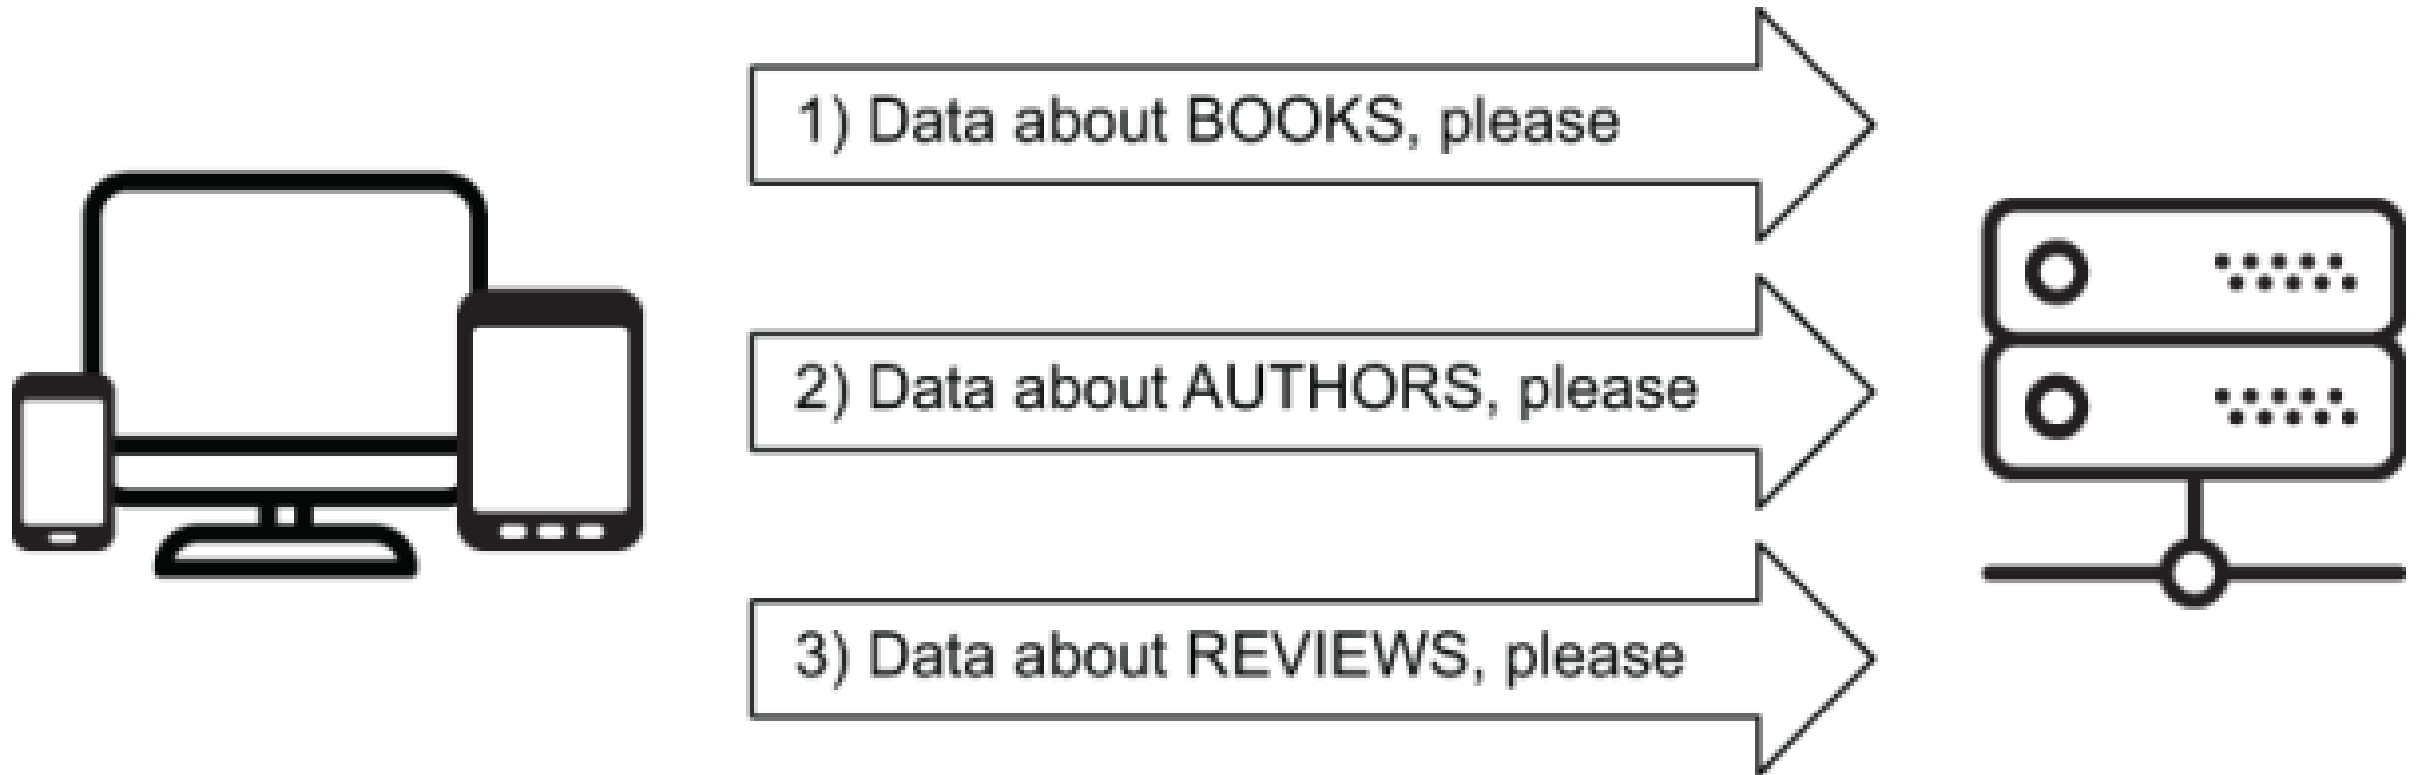 1) Data about BOOKS, please
2) Data about AUTHORS, please
3) Data about REVIEWS, please